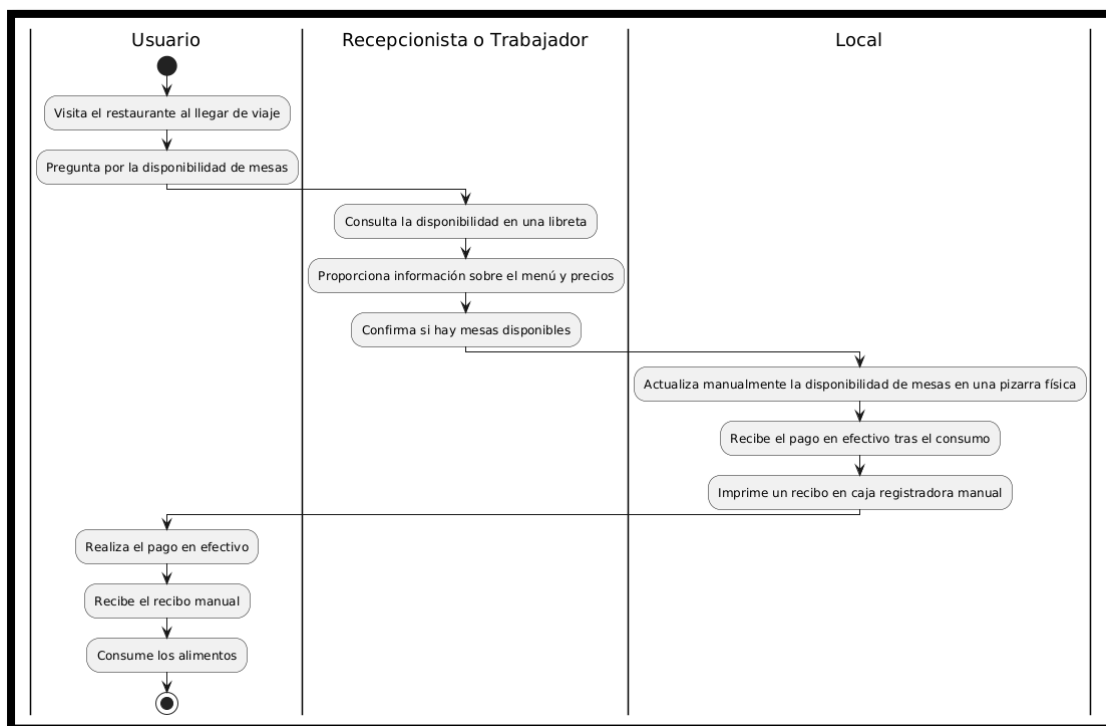 Usuario
Recepcionista o Trabajador
Local
Visita el restaurante al llegar de viaje
Pregunta por la disponibilidad de mesas
Consulta la disponibilidad en una libreta
Proporciona información sobre el menú y precios
Confirma si hay mesas disponibles
Actualiza manualmente la disponibilidad de mesas en una pizarra física
Recibe el pago en efectivo tras el consumo
Imprime un recibo en caja registradora manual
Realiza el pago en efectivo
Recibe el recibo manual
Consume los alimentos